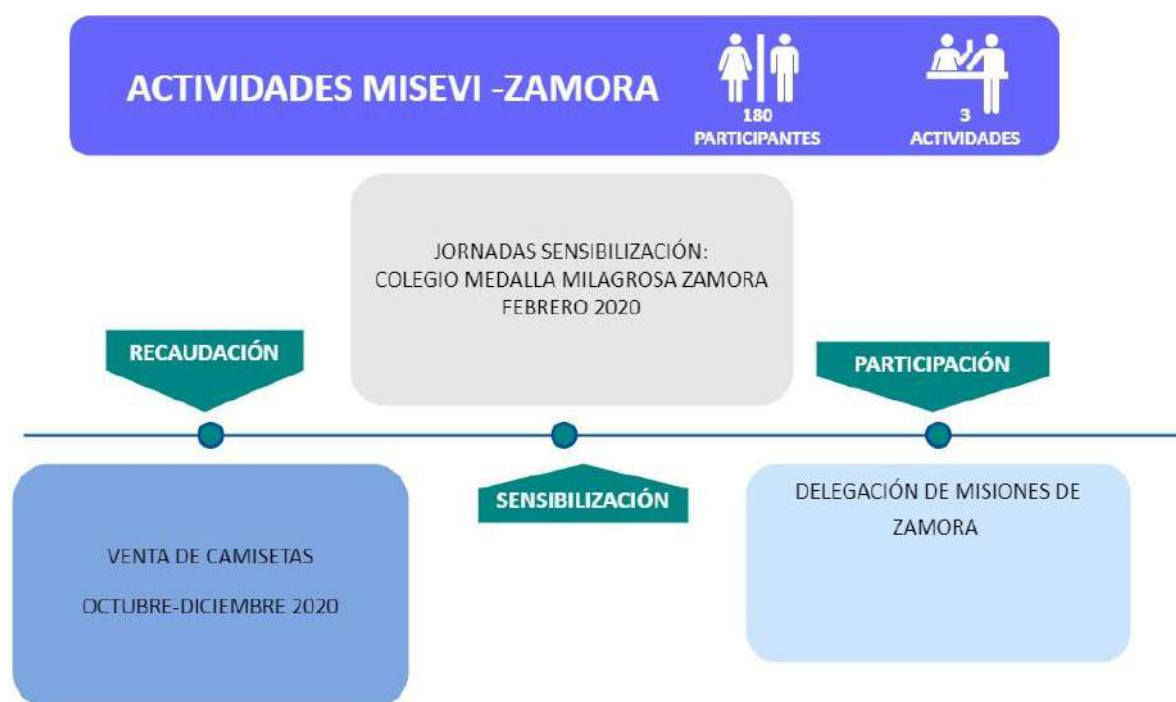 ACTIVIDADES MISEVI -ZAMORA
180
PARTICIPANTES
3
ACTIVIDADES
JORNADAS SENSIBILIZACIÓN:
COLEGIO MEDALLA MILAGROSA ZAMORA
FEBRERO 2020
RECAUDACIÓN
PARTICIPACIÓN
SENSIBILIZACIÓN
VENTA DE CAMISETAS
OCTUBRE-DICIEMBRE 2020
DELEGACIÓN DE MISIONES DE
ZAMORA